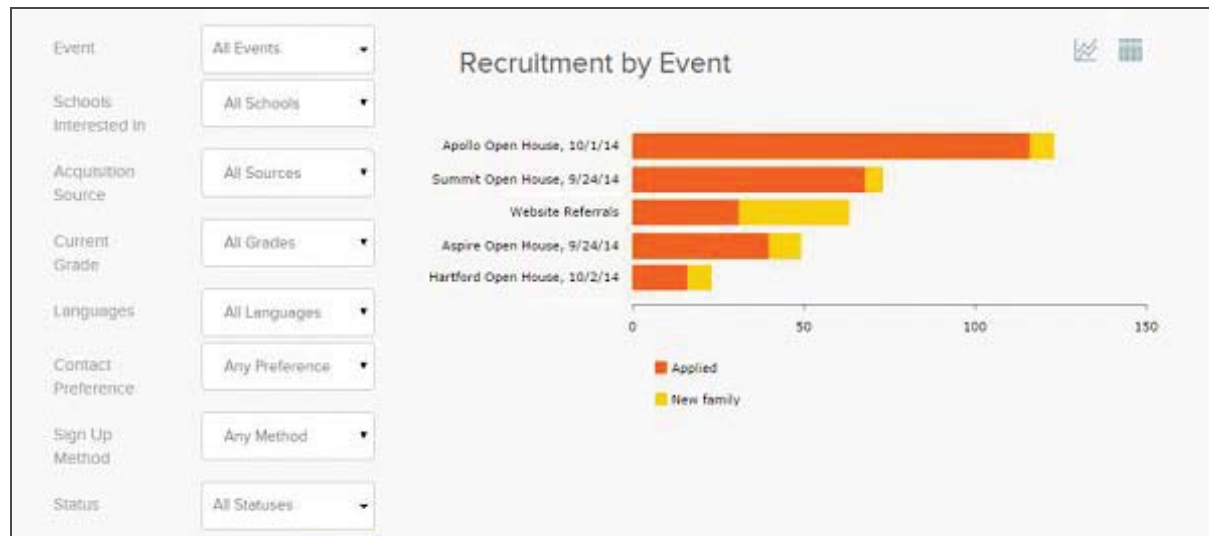 Event
All Events
Schools
Interested In
All Schools
Acquisition
Source
All Sources
Current
Grade
All Grades
Languages
All Languages
Contact
Preference
Any Preference
Sign Up
Method
Any Method
Status
All Statuses
Recruitment by Event
Apollo Open House, 10/1/14
Summit Open House, 9/24/14
Website Referrals
Aspire Open House, 9/24/14
Hartford Open House, 10/2/14
0 50 100 150
Applied
New family